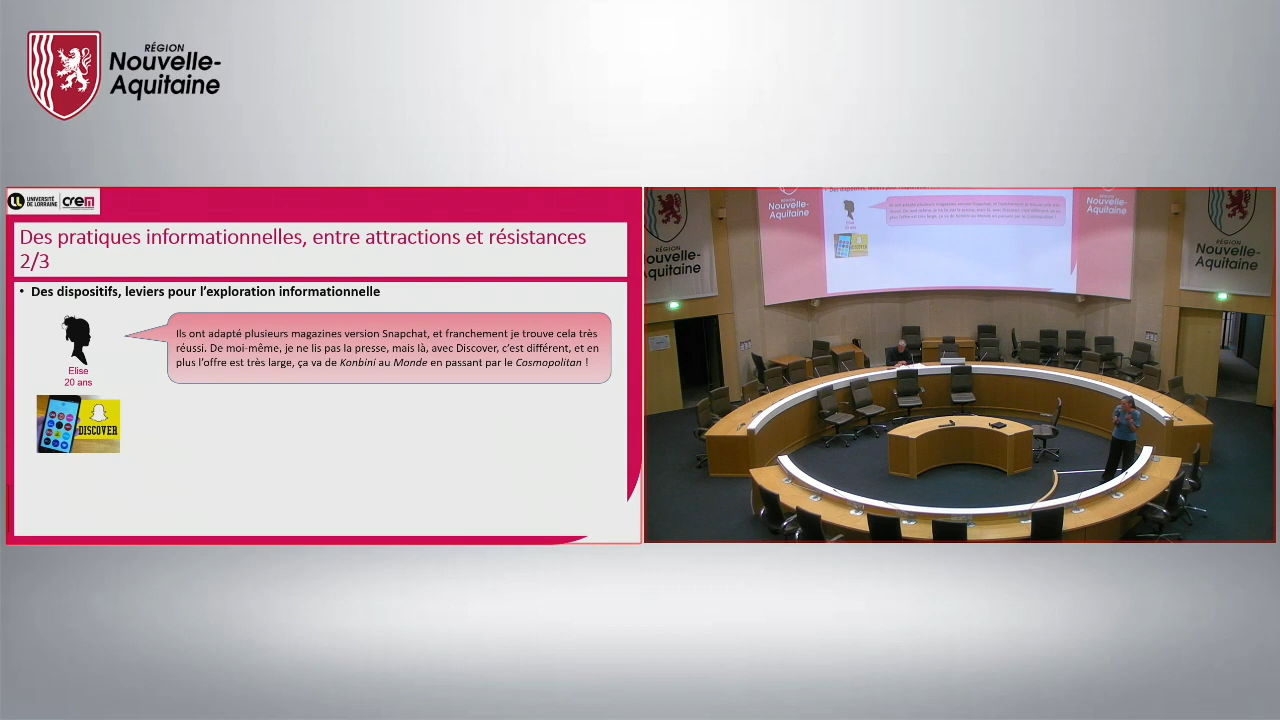 RÉGION
Nouvelle-
Aquitaine
UNIVERSITÉ
DE LORRAINE
crem
Des pratiques informationnelles, entre attractions et résistances
2/3
• Des dispositifs, leviers pour l'exploration informationnelle
Ils ont adapté plusieurs magazines version Snapchat, et franchement je trouve cela très
réussi. De moi-même, je ne lis pas la presse, mais là, avec Discover, c'est différent, et en
plus l'offre est très large, ça va de Konbini au Monde en passant par le Cosmopolitan !
Elise
20 ans
DISCOVER
Nouvelle-
Aquitaine
Nouvelle-
Aquitaine
Nouvelle-
Aquitaine